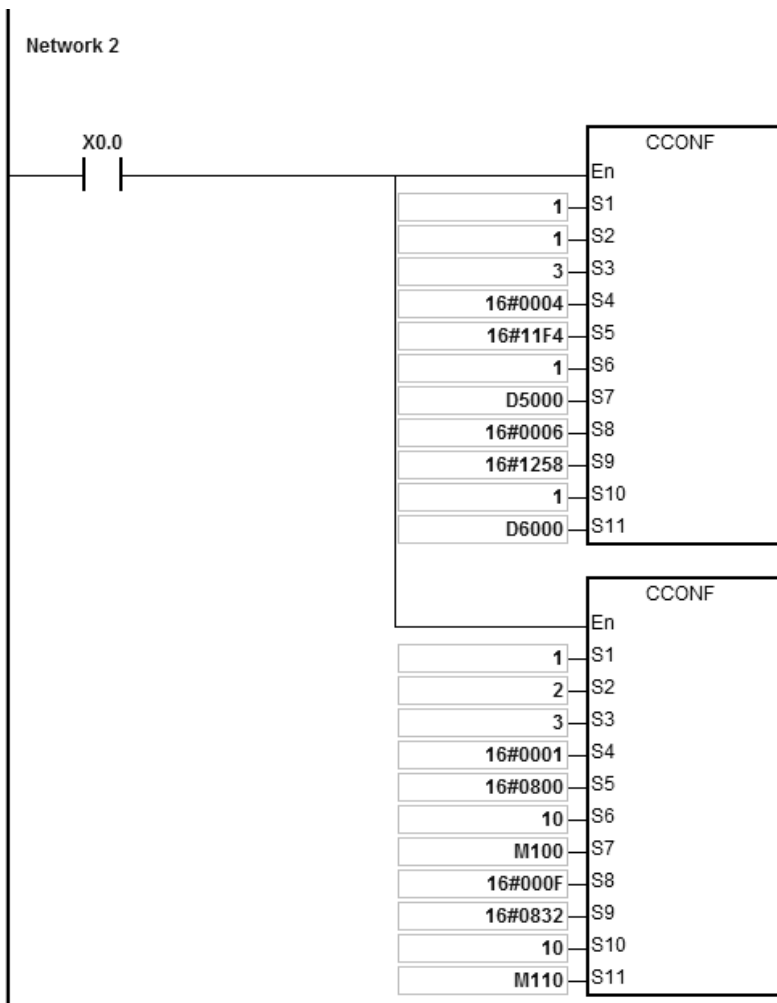 Network 2
X0.0
CCONF
En
1 S1
1 S2
3 S3
16#0004 S4
16#11F4 S5
1 S6
D5000 S7
16#0006 S8
16#1258 S9
1 S10
D6000 S11
CCONF
En
1 S1
2 S2
3 S3
16#0001 S4
16#0800 S5
10 S6
M100 S7
16#000F S8
16#0832 S9
10 S10
M110 S11